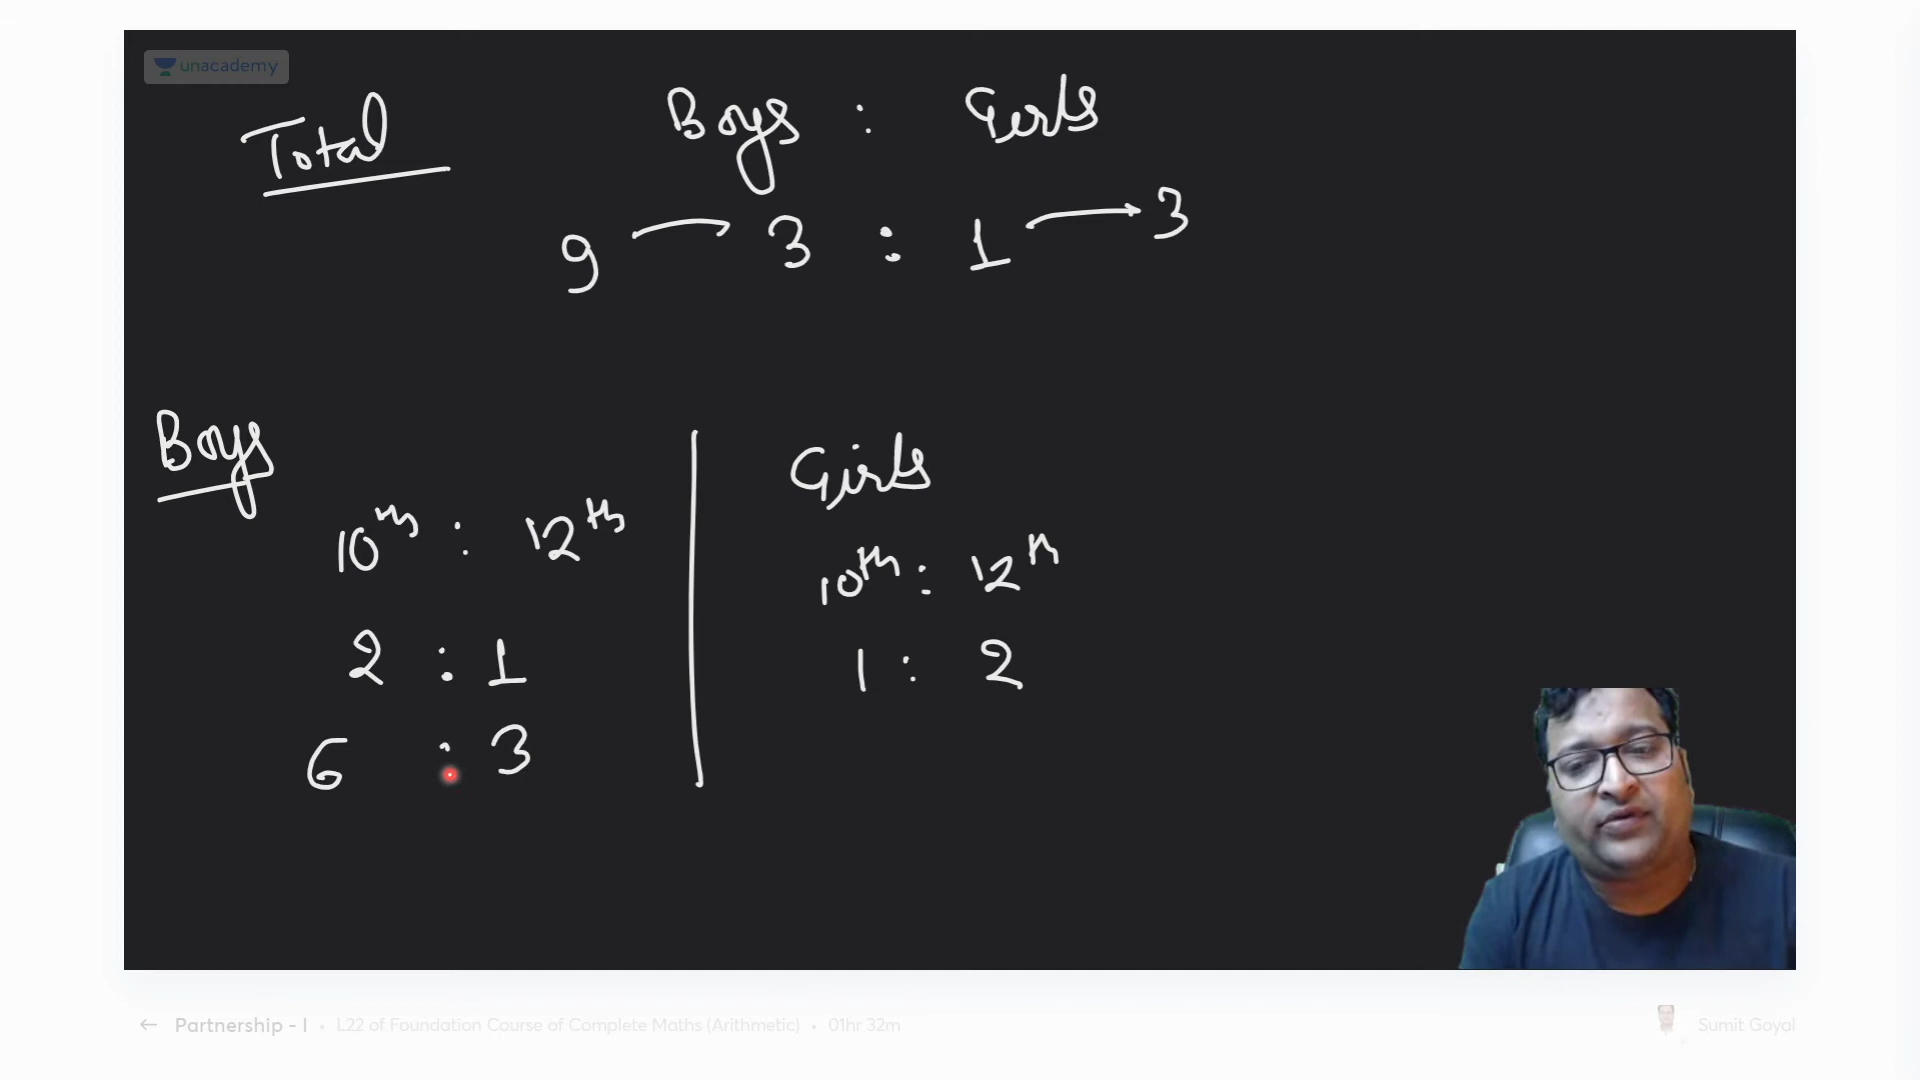 unacademy
Total
Boys : Girls
9 → 3 : 1 → 3
Boys
10th : 12th
2 : 1
6 : 3
Girls
10th : 12th
1 : 2
← Partnership - I • L22 of Foundation Course of Complete Maths (Arithmetic) • 01hr 32m
Sumit Goyal